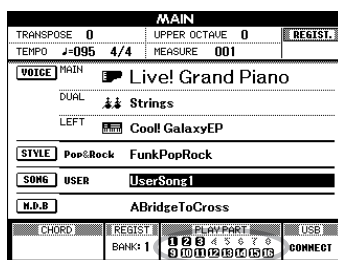 MAIN
TRANSPOSE 0 UPPER OCTAVE 0 REGIST.
TEMPO ♩=095 4/4 MEASURE 001
VOICE MAIN Live! Grand Piano
DUAL Strings
LEFT Cool! GalaxyEP
STYLE Pop&Rock FunkPopRock
SONG USER UserSong1
M.D.B ABridgeToCross
CHORD REGIST PLAY PART USB
BANK: 1 1 2 3 4 5 6 7 8 CONNECT
9 10 11 12 13 14 15 16